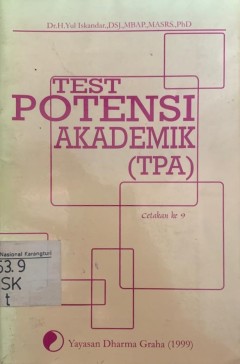 Dr.H.Yul Iskandar,.DSJ.,MBAP.,MASRS.,PhD
TEST
POTENSI
AKADEMIK
(TPA)
Cetakan ke 9
Nasional Karangturi
63.9
SK
t
Yayasan Dharma Graha (1999)